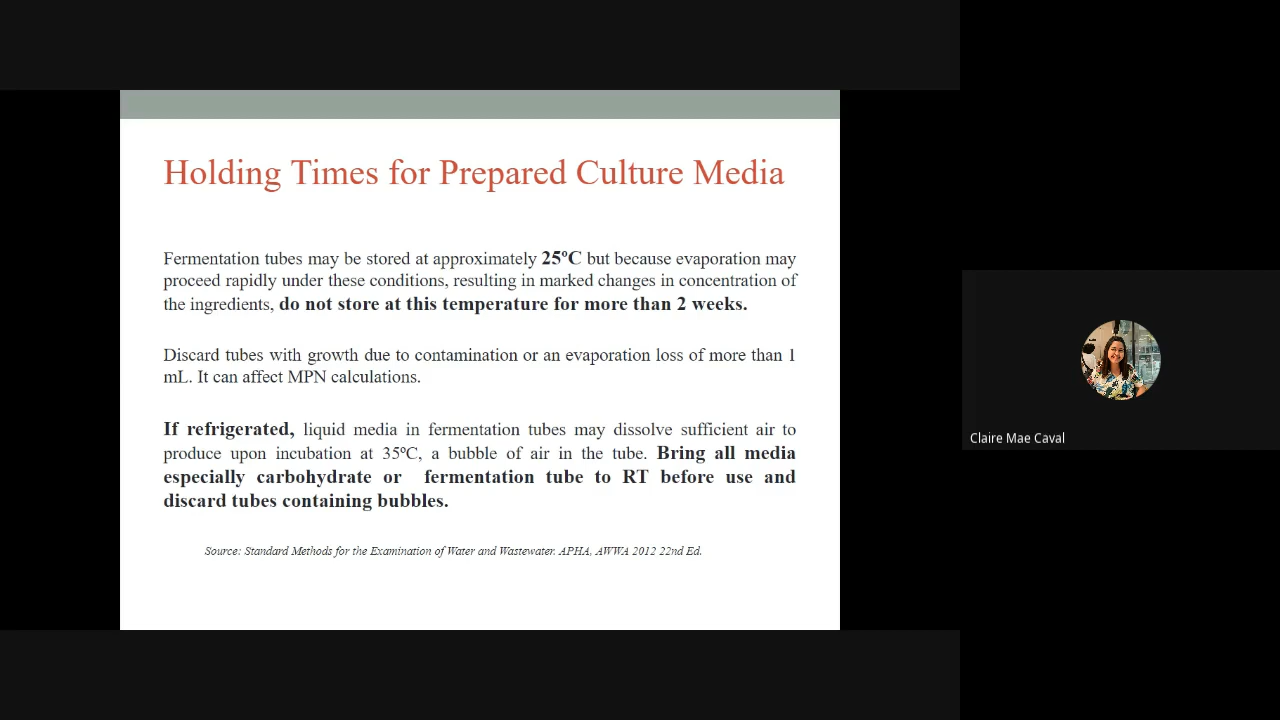 Holding Times for Prepared Culture Media
Fermentation tubes may be stored at approximately 25ºC but because evaporation may
proceed rapidly under these conditions, resulting in marked changes in concentration of
the ingredients, do not store at this temperature for more than 2 weeks.
Discard tubes with growth due to contamination or an evaporation loss of more than 1
mL. It can affect MPN calculations.
If refrigerated, liquid media in fermentation tubes may dissolve sufficient air to
produce upon incubation at 35ºC, a bubble of air in the tube. Bring all media
especially carbohydrate or fermentation tube to RT before use and
discard tubes containing bubbles.
Source: Standard Methods for the Examination of Water and Wastewater. APHA, AWWA 2012 22nd Ed.
Claire Mae Caval